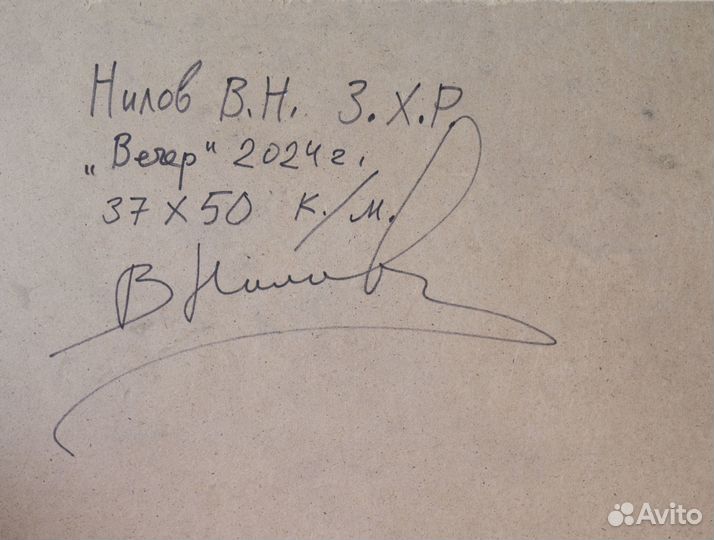 Нилов В.Н. З.Х.Р.
„Вечер" 2024г.
37 х 50 к./м.
В Нилов
Avito